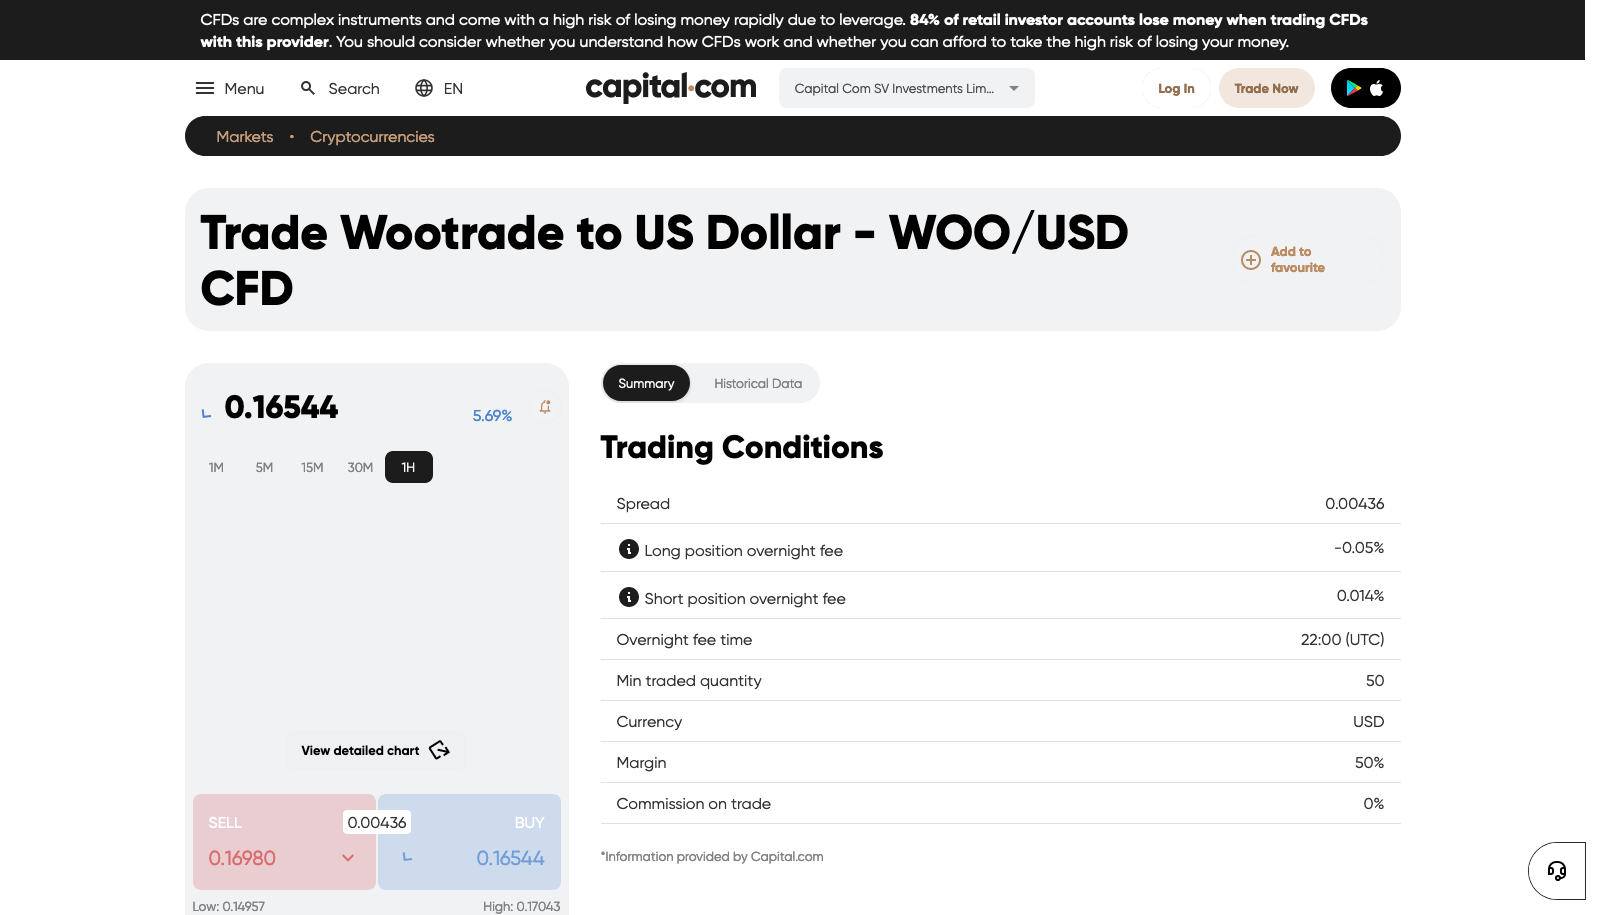 CFDs are complex instruments and come with a high risk of losing money rapidly due to leverage. 84% of retail investor accounts lose money when trading CFDs
with this provider. You should consider whether you understand how CFDs work and whether you can afford to take the high risk of losing your money.
Menu
Search
EN
capital.com
Capital Com SV Investments Lim...
Log In
Trade Now
Markets • Cryptocurrencies
Trade Wootrade to US Dollar - WOO/USD
CFD
Add to
favourite
0.16544
5.69%
1M
5M
15M
30M
1H
View detailed chart
SELL
0.00436
BUY
0.16980
0.16544
Low: 0.14957
High: 0.17043
Summary
Historical Data
Trading Conditions
Spread 0.00436
Long position overnight fee -0.05%
Short position overnight fee 0.014%
Overnight fee time 22:00 (UTC)
Min traded quantity 50
Currency USD
Margin 50%
Commission on trade 0%
*Information provided by Capital.com